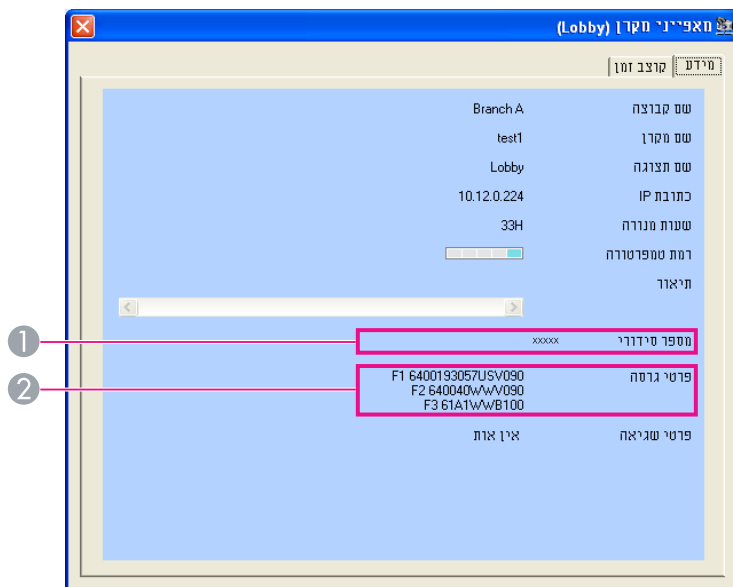 מאפייני מקרן (Lobby)
מידע
קוצב זמן
שם קבוצה Branch A
שם מקרן test1
שם תצוגה Lobby
כתובת IP 10.12.0.224
שעות מנורה 33H
רמת טמפרטורה
תיאור
1 מספר סידורי xxxxx
2 פרטי גרסה F1 6400193057USV090
F2 640040WWV090
F3 61A1WWB100
פרטי שגיאה אין אות